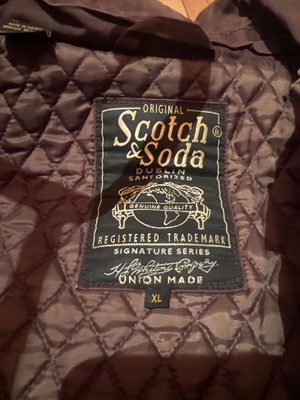 ORIGINAL
Scotch ®
& Soda
DUBLIN
SANFORIZED
GENUINE QUALITY
REGISTERED TRADEMARK
SIGNATURE SERIES
UNION MADE
XL